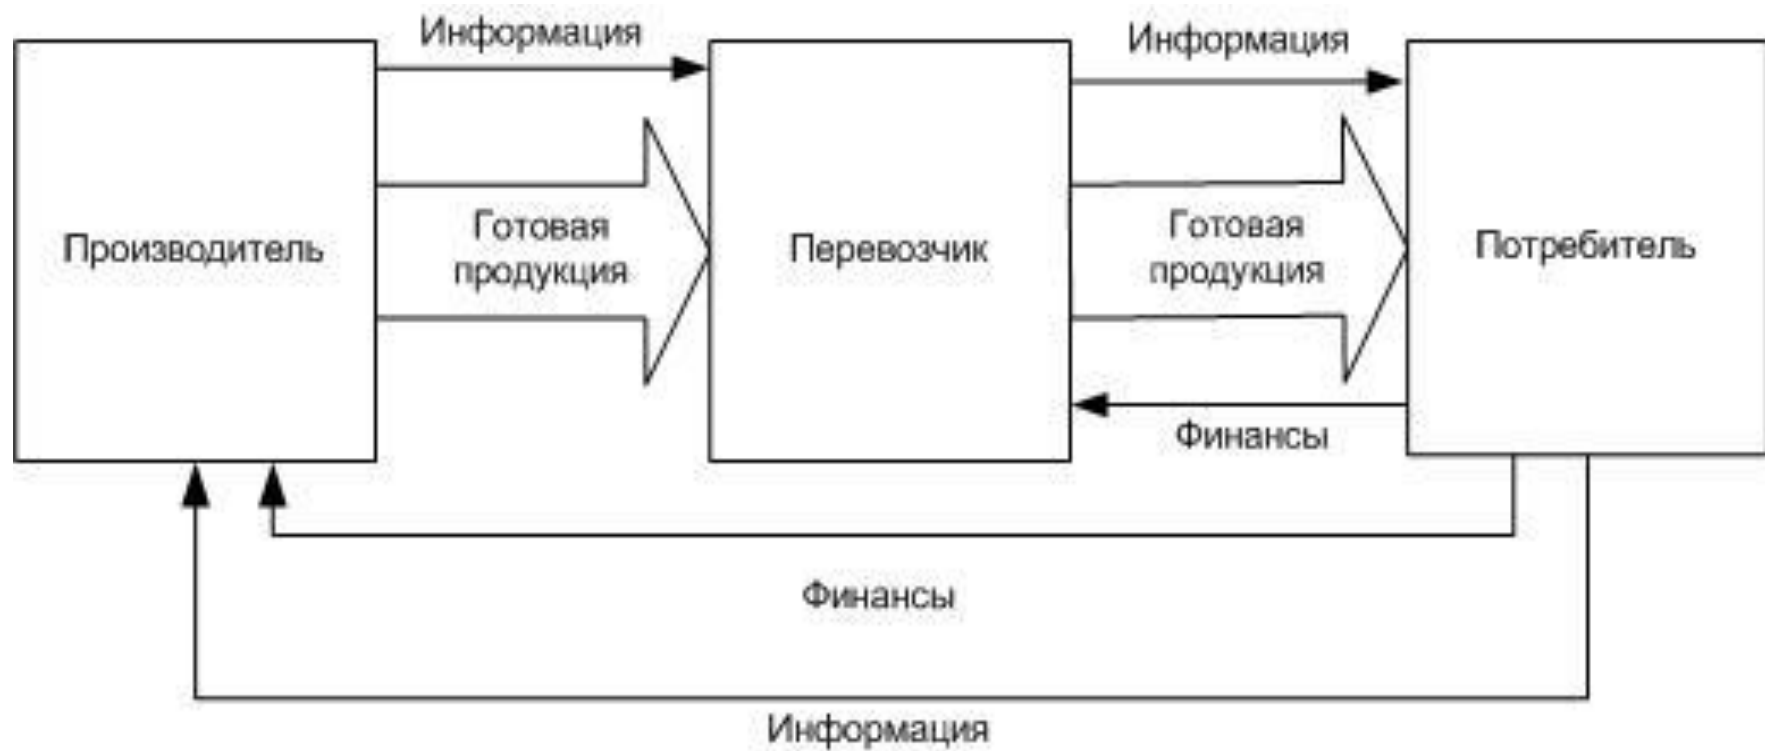 Информация
Информация
Производитель
Готовая
продукция
Перевозчик
Готовая
продукция
Потребитель
Финансы
Финансы
Информация